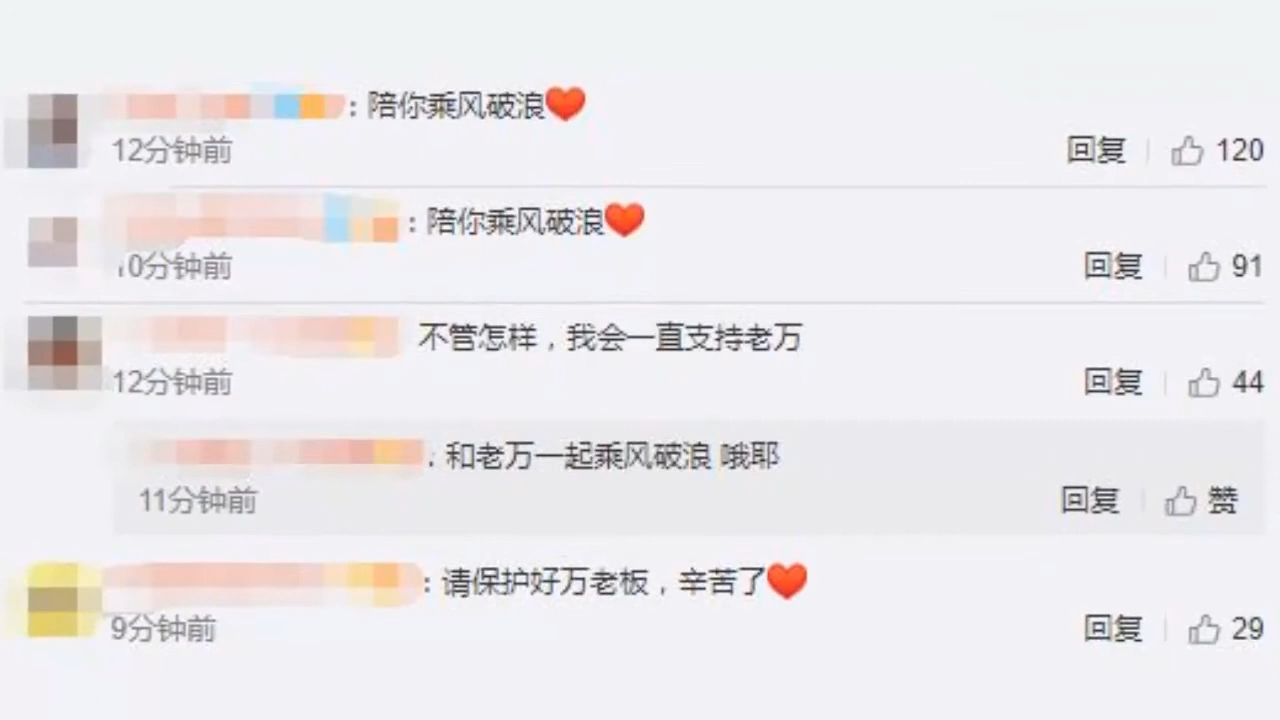 : 陪你乘风破浪❤️
12分钟前 回复 120
: 陪你乘风破浪❤️
10分钟前 回复 91
不管怎样，我会一直支持老万
12分钟前 回复 44
: 和老万一起乘风破浪 哦耶
11分钟前 回复 赞
: 请保护好万老板，辛苦了❤️
9分钟前 回复 29